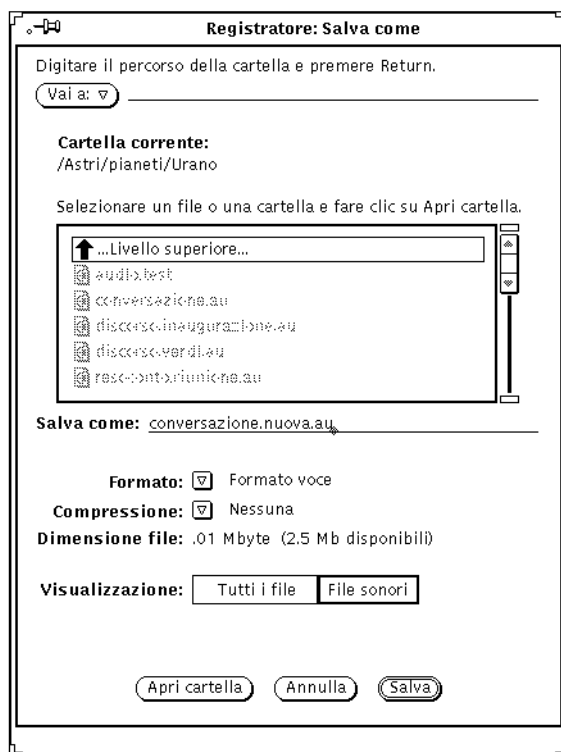 Registratore: Salva come
Digitare il percorso della cartella e premere Return.
Vai a:
Cartella corrente:
/Astri/pianeti/Urano
Selezionare un file o una cartella e fare clic su Apri cartella.
...Livello superiore...
audio.test
conversazione.au
discorso.inaugurazione.au
discorso.verdi.au
resoconto.riunione.au
Salva come: conversazione.nuova.au
Formato: Formato voce
Compressione: Nessuna
Dimensione file: .01 Mbyte (2.5 Mb disponibili)
Visualizzazione: Tutti i file File sonori
Apri cartella Annulla Salva